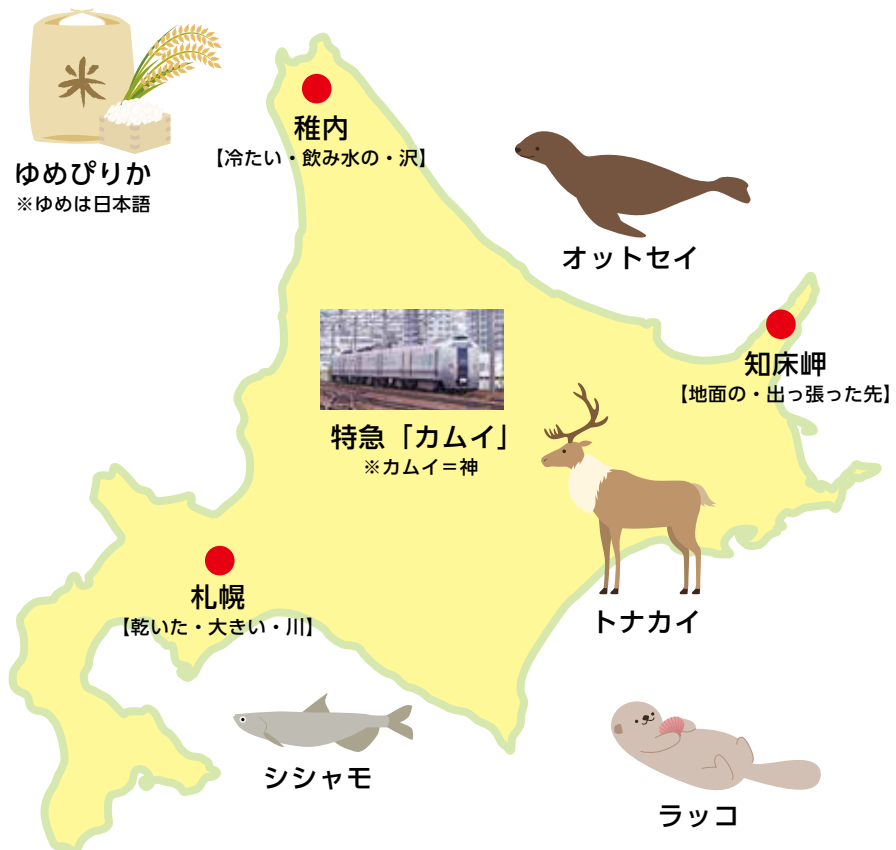 米
ゆめぴりか
※ゆめは日本語
稚内
【冷たい・飲み水の・沢】
オットセイ
知床岬
【地面の・出っ張った先】
特急「カムイ」
※カムイ＝神
札幌
【乾いた・大きい・川】
トナカイ
シシャモ
ラッコ